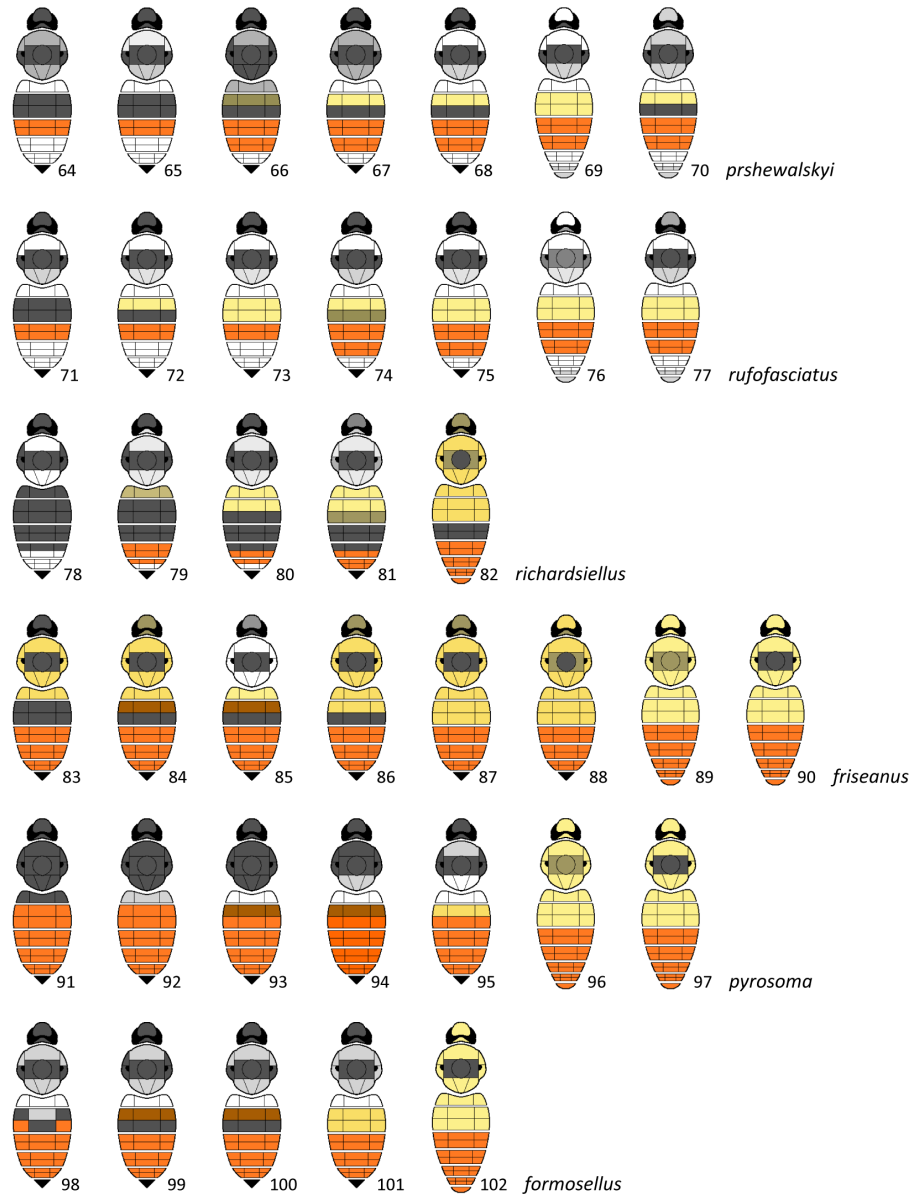 64 65 66 67 68 69 70 prshewalskyi
71 72 73 74 75 76 77 rufofasciatus
78 79 80 81 82 richardsiellus
83 84 85 86 87 88 89 90 friseanus
91 92 93 94 95 96 97 pyrosoma
98 99 100 101 102 formosellus